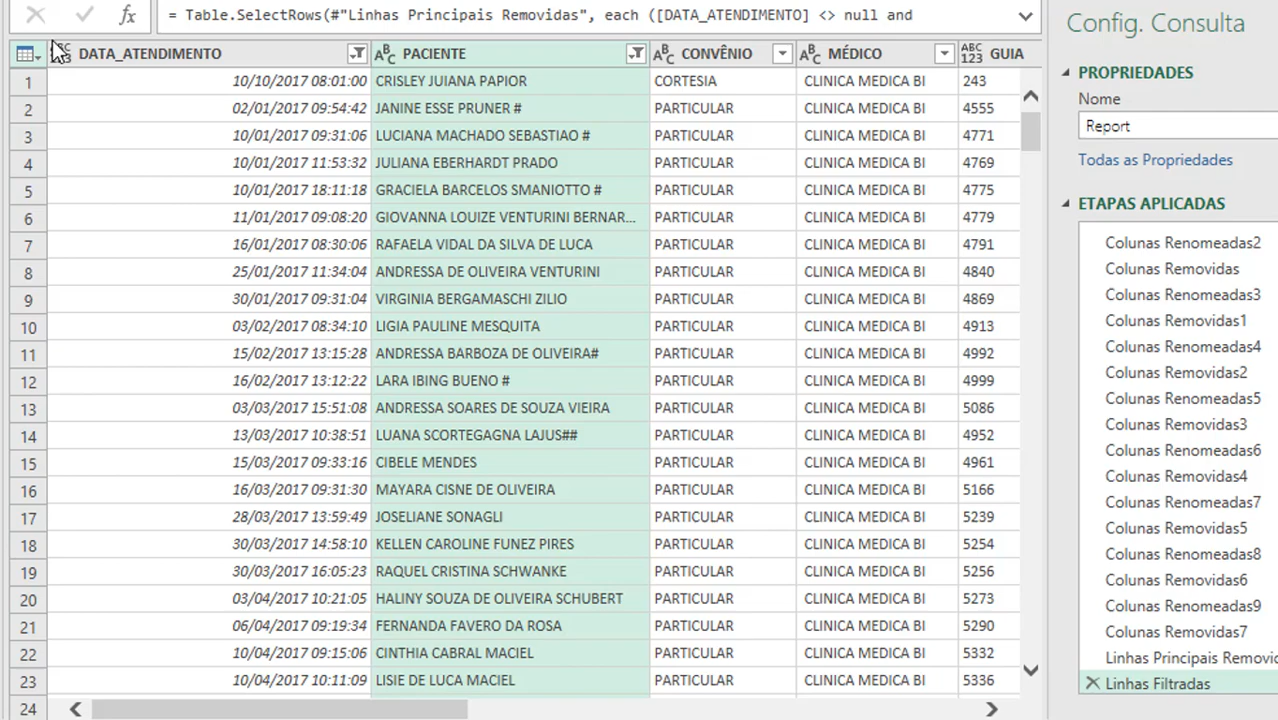 fx = Table.SelectRows(#"Linhas Principais Removidas", each ([DATA_ATENDIMENTO] <> null and
Config. Consulta
PROPRIEDADES
Nome
Report
Todas as Propriedades
ETAPAS APLICADAS
Colunas Renomeadas2
Colunas Removidas
Colunas Renomeadas3
Colunas Removidas1
Colunas Renomeadas4
Colunas Removidas2
Colunas Renomeadas5
Colunas Removidas3
Colunas Renomeadas6
Colunas Removidas4
Colunas Renomeadas7
Colunas Removidas5
Colunas Renomeadas8
Colunas Removidas6
Colunas Renomeadas9
Colunas Removidas7
Linhas Principais Removid
Linhas Filtradas
DATA_ATENDIMENTO ABC PACIENTE ABC CONVÊNIO ABC MÉDICO ABC 123 GUIA
1 10/10/2017 08:01:00 CRISLEY JUIANA PAPIOR CORTESIA CLINICA MEDICA BI 243
2 02/01/2017 09:54:42 JANINE ESSE PRUNER # PARTICULAR CLINICA MEDICA BI 4555
3 10/01/2017 09:31:06 LUCIANA MACHADO SEBASTIAO # PARTICULAR CLINICA MEDICA BI 4771
4 10/01/2017 11:53:32 JULIANA EBERHARDT PRADO PARTICULAR CLINICA MEDICA BI 4769
5 10/01/2017 18:11:18 GRACIELA BARCELOS SMANIOTTO # PARTICULAR CLINICA MEDICA BI 4775
6 11/01/2017 09:08:20 GIOVANNA LOUIZE VENTURINI BERNAR... PARTICULAR CLINICA MEDICA BI 4779
7 16/01/2017 08:30:06 RAFAELA VIDAL DA SILVA DE LUCA PARTICULAR CLINICA MEDICA BI 4791
8 25/01/2017 11:34:04 ANDRESSA DE OLIVEIRA VENTURINI PARTICULAR CLINICA MEDICA BI 4840
9 30/01/2017 09:31:04 VIRGINIA BERGAMASCHI ZILIO PARTICULAR CLINICA MEDICA BI 4869
10 03/02/2017 08:34:10 LIGIA PAULINE MESQUITA PARTICULAR CLINICA MEDICA BI 4913
11 15/02/2017 13:15:28 ANDRESSA BARBOZA DE OLIVEIRA# PARTICULAR CLINICA MEDICA BI 4992
12 16/02/2017 13:12:22 LARA IBING BUENO # PARTICULAR CLINICA MEDICA BI 4999
13 03/03/2017 15:51:08 ANDRESSA SOARES DE SOUZA VIEIRA PARTICULAR CLINICA MEDICA BI 5086
14 13/03/2017 10:38:51 LUANA SCORTEGAGNA LAJUS## PARTICULAR CLINICA MEDICA BI 4952
15 15/03/2017 09:33:16 CIBELE MENDES PARTICULAR CLINICA MEDICA BI 4961
16 16/03/2017 09:31:30 MAYARA CISNE DE OLIVEIRA PARTICULAR CLINICA MEDICA BI 5166
17 28/03/2017 13:59:49 JOSELIANE SONAGLI PARTICULAR CLINICA MEDICA BI 5239
18 30/03/2017 14:58:10 KELLEN CAROLINE FUNEZ PIRES PARTICULAR CLINICA MEDICA BI 5254
19 30/03/2017 16:05:23 RAQUEL CRISTINA SCHWANKE PARTICULAR CLINICA MEDICA BI 5256
20 03/04/2017 10:21:05 HALINY SOUZA DE OLIVEIRA SCHUBERT PARTICULAR CLINICA MEDICA BI 5273
21 06/04/2017 09:19:34 FERNANDA FAVERO DA ROSA PARTICULAR CLINICA MEDICA BI 5290
22 10/04/2017 09:15:06 CINTHIA CABRAL MACIEL PARTICULAR CLINICA MEDICA BI 5332
23 10/04/2017 10:11:09 LISIE DE LUCA MACIEL PARTICULAR CLINICA MEDICA BI 5336
24